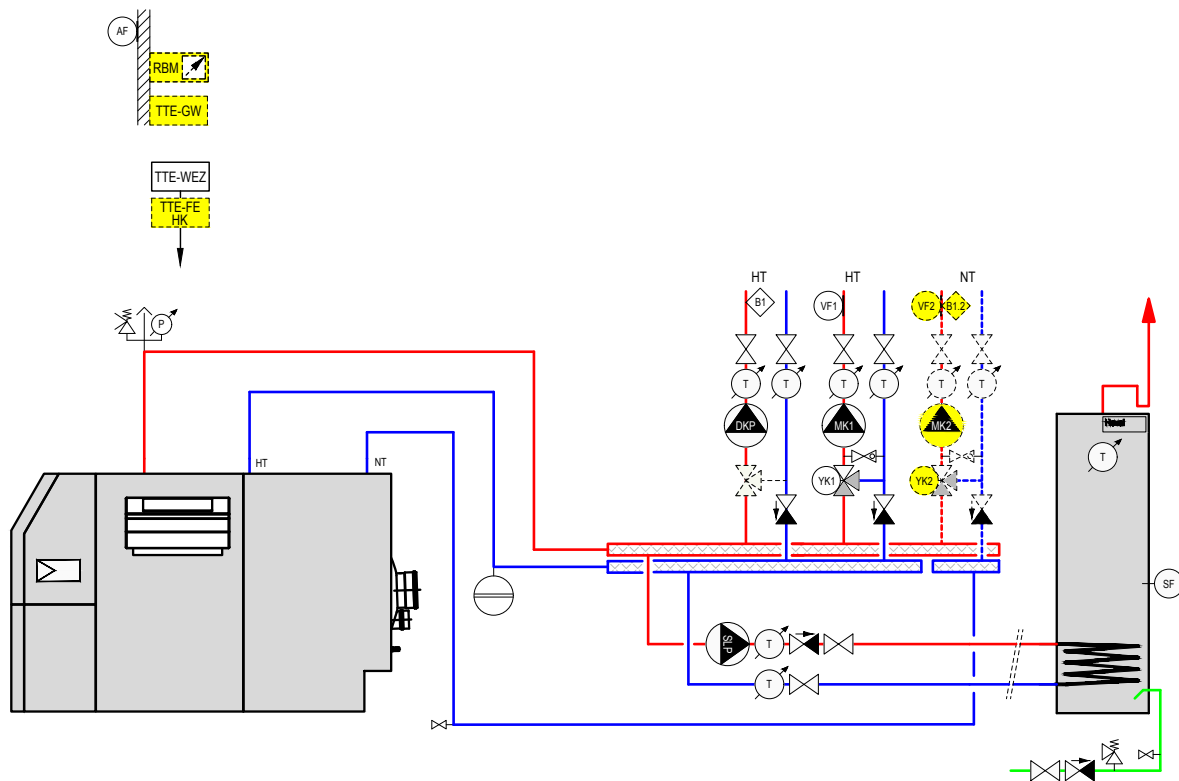 AF
RBM
TTE-GW
TTE-WEZ
TTE-FE
HK
P
HT
NT
HT
HT
NT
B1
VF1
VF2
B1.2
T
T
T
T
T
T
DKP
MK1
MK2
YK1
YK2
T
SF
SLP
T
T